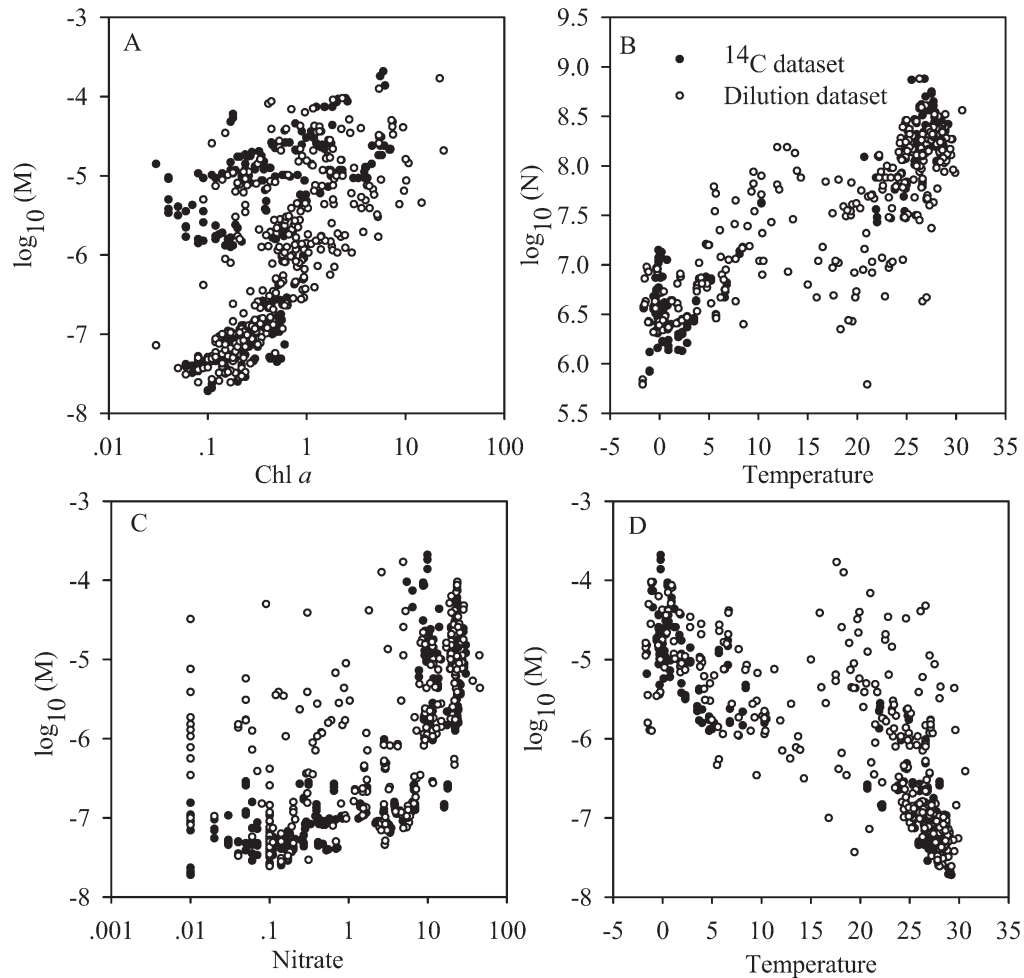 A
-3
-4
-5
-6
-7
-8
log10 (M)
.01 .1 1 10 100
Chl a
B
14C dataset
Dilution dataset
9.5
9.0
8.5
8.0
7.5
7.0
6.5
6.0
5.5
log10 (N)
-5 0 5 10 15 20 25 30 35
Temperature
C
-3
-4
-5
-6
-7
-8
log10 (M)
.001 .01 .1 1 10 100
Nitrate
D
-3
-4
-5
-6
-7
-8
log10 (M)
-5 0 5 10 15 20 25 30 35
Temperature